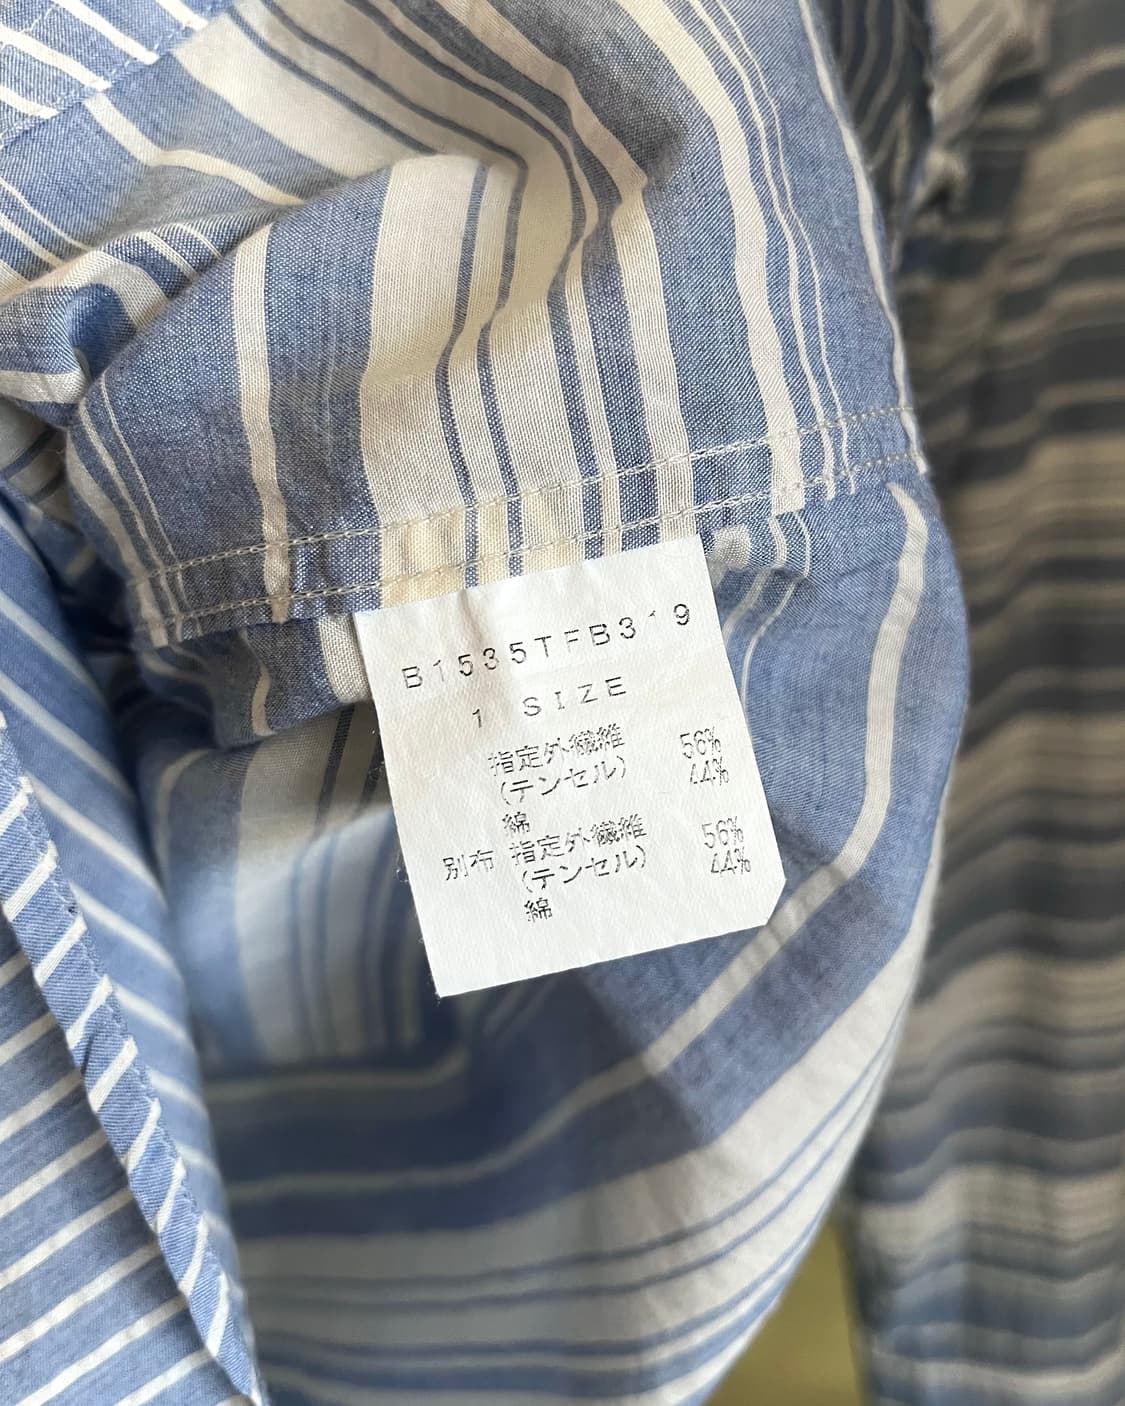 B1535TFB319
1 SIZE
指定外繊維 56%
(テンセル) 44%
綿
別布 指定外繊維 56%
(テンセル) 44%
綿